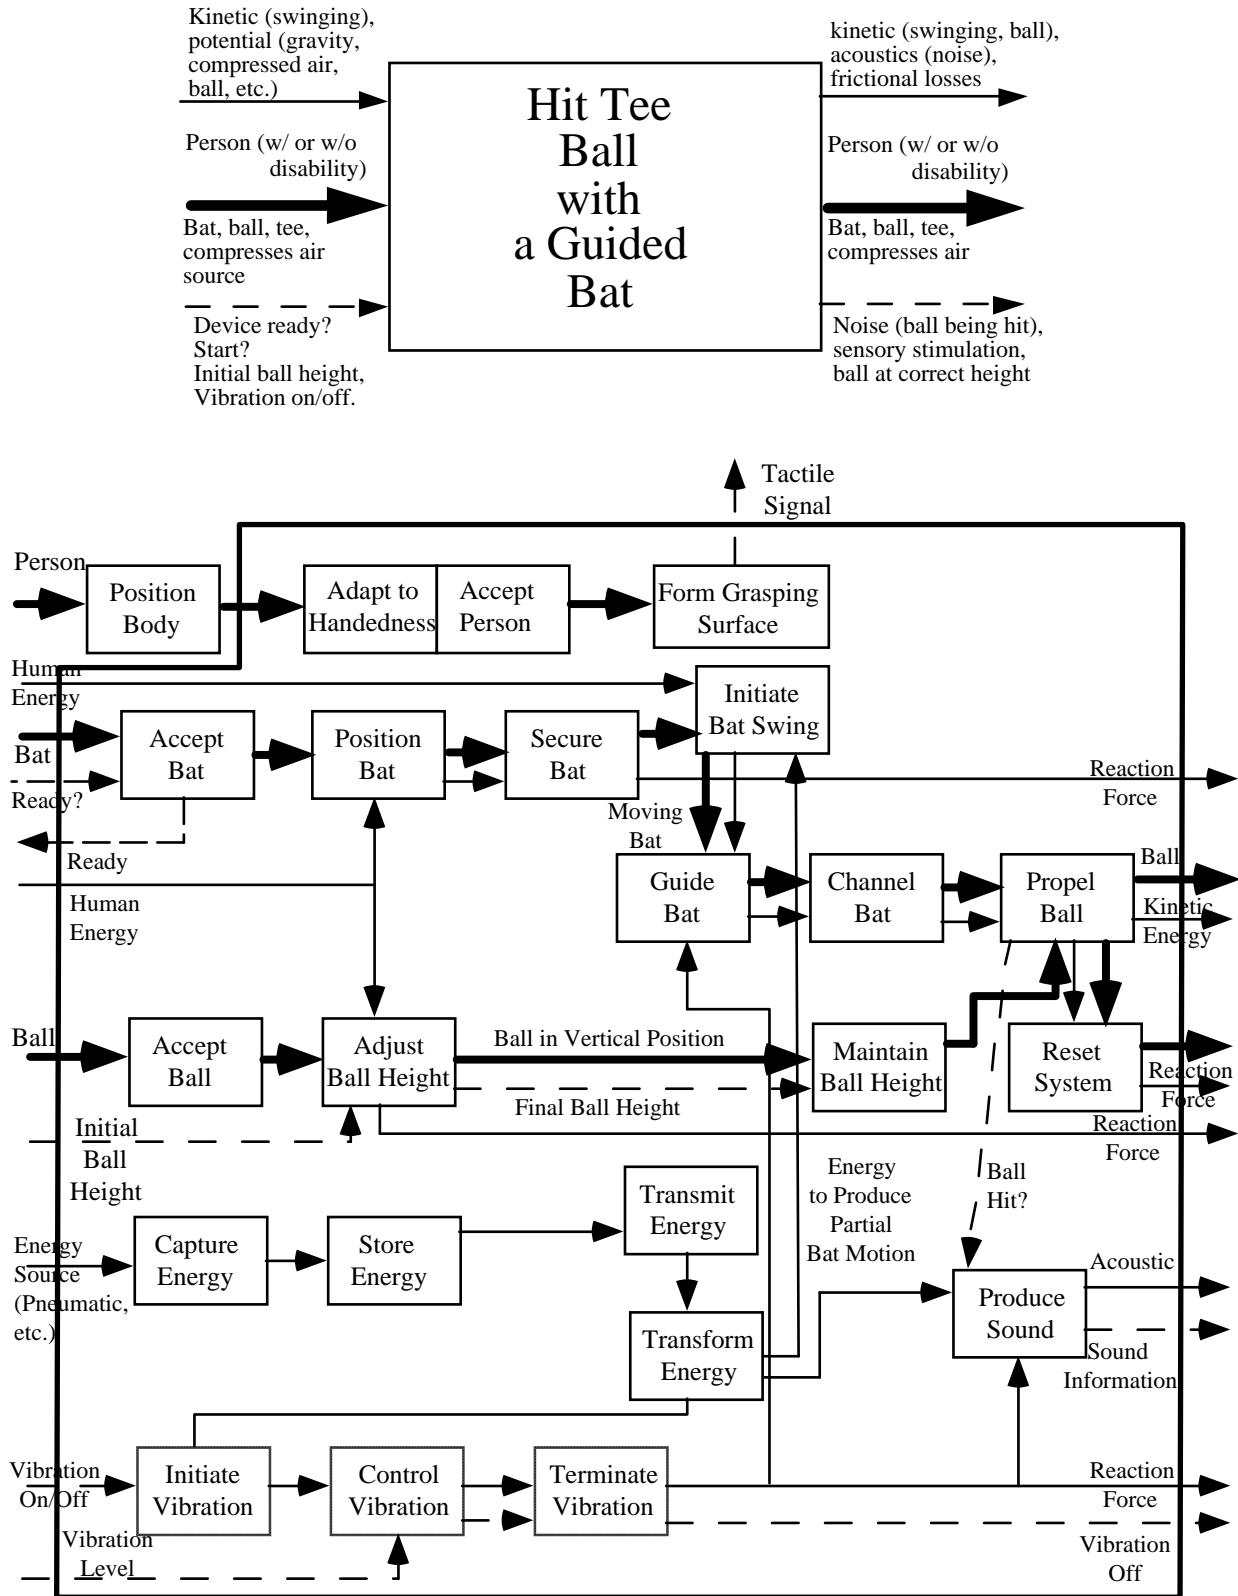 Kinetic (swinging),
potential (gravity,
compressed air,
ball, etc.)
Person (w/ or w/o
disability)
Bat, ball, tee,
compresses air
source
Device ready?
Start?
Initial ball height,
Vibration on/off.
Hit Tee
Ball
with
a Guided
Bat
kinetic (swinging, ball),
acoustics (noise),
frictional losses
Person (w/ or w/o
disability)
Bat, ball, tee,
compresses air
Noise (ball being hit),
sensory stimulation,
ball at correct height
Tactile
Signal
Person
Position
Body
Adapt to
Handedness
Accept
Person
Form Grasping
Surface
Human
Energy
Initiate
Bat Swing
Bat
Ready?
Accept
Bat
Position
Bat
Secure
Bat
Reaction
Force
Ready
Human
Energy
Moving
Bat
Guide
Bat
Channel
Bat
Propel
Ball
Ball
Kinetic
Energy
Ball
Accept
Ball
Adjust
Ball Height
Ball in Vertical Position
Final Ball Height
Maintain
Ball Height
Reset
System
Reaction
Force
Reaction
Force
Initial
Ball
Height
Energy
to Produce
Partial
Bat Motion
Ball
Hit?
Energy
Source
(Pneumatic,
etc.)
Capture
Energy
Store
Energy
Transmit
Energy
Transform
Energy
Produce
Sound
Acoustic
Sound
Information
Vibration
On/Off
Initiate
Vibration
Control
Vibration
Terminate
Vibration
Reaction
Force
Vibration
Level
Vibration
Off